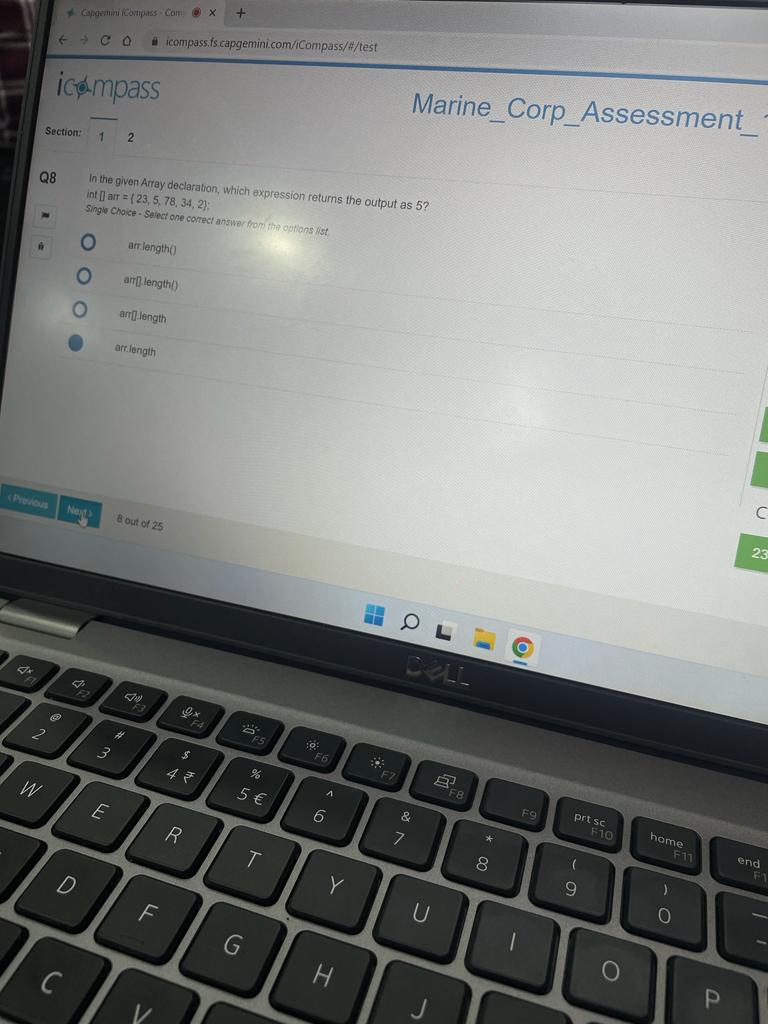 Capgemini iCompass - Com
icompass.fs.capgemini.com/iCompass/#/test
icompass
Marine_Corp_Assessment_
Section: 1 2
Q8 In the given Array declaration, which expression returns the output as 5?
int [] arr = { 23, 5, 78, 34, 2};
Single Choice - Select one correct answer from the options list.
arr.length()
arr[].length()
arr[].length
arr.length
‹ Previous Next › 8 out of 25
C
23
DELL
F1 F2 F3 F4 F5 F6 F7 F8 F9 prt sc F10 home F11 end
@ 2 # 3 $ 4 ₹ % 5 € ^ 6 & 7 * 8 ( 9 ) 0
W E R T Y U I O P
D F G H J
C V